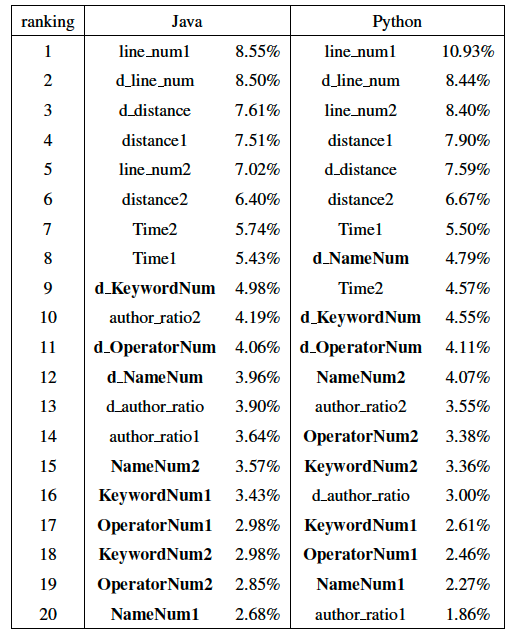 ranking Java Python
1 line_num1 8.55% line_num1 10.93%
2 d_line_num 8.50% d_line_num 8.44%
3 d_distance 7.61% line_num2 8.40%
4 distance1 7.51% distance1 7.90%
5 line_num2 7.02% d_distance 7.59%
6 distance2 6.40% distance2 6.67%
7 Time2 5.74% Time1 5.50%
8 Time1 5.43% d_NameNum 4.79%
9 d_KeywordNum 4.98% Time2 4.57%
10 author_ratio2 4.19% d_KeywordNum 4.55%
11 d_OperatorNum 4.06% d_OperatorNum 4.11%
12 d_NameNum 3.96% NameNum2 4.07%
13 d_author_ratio 3.90% author_ratio2 3.55%
14 author_ratio1 3.64% OperatorNum2 3.38%
15 NameNum2 3.57% KeywordNum2 3.36%
16 KeywordNum1 3.43% d_author_ratio 3.00%
17 OperatorNum1 2.98% KeywordNum1 2.61%
18 KeywordNum2 2.98% OperatorNum1 2.46%
19 OperatorNum2 2.85% NameNum1 2.27%
20 NameNum1 2.68% author_ratio1 1.86%